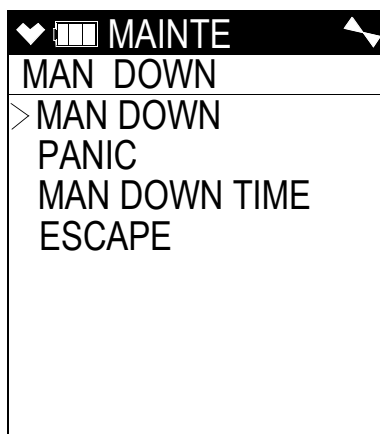 MAINTE
MAN DOWN
>MAN DOWN
PANIC
MAN DOWN TIME
ESCAPE